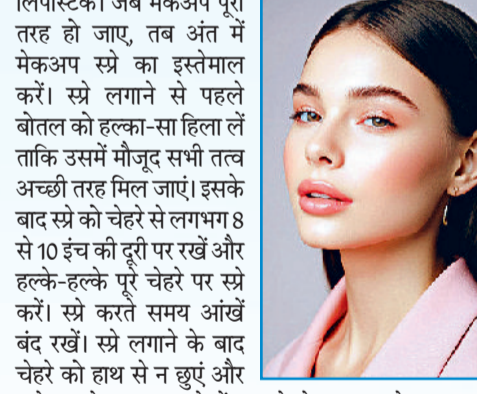 लिपस्टिक। जब मेकअप पूरी
तरह हो जाए, तब अंत में
मेकअप स्प्रे का इस्तेमाल
करें। स्प्रे लगाने से पहले
बोतल को हल्का-सा हिला लें
ताकि उसमें मौजूद सभी तत्व
अच्छी तरह मिल जाएं। इसके
बाद स्प्रे को चेहरे से लगभग 8
से 10 इंच की दूरी पर रखें और
हल्के-हल्के पूरे चेहरे पर स्प्रे
करें। स्प्रे करते समय आंखें
बंद रखें। स्प्रे लगाने के बाद
चेहरे को हाथ से न छुएं और